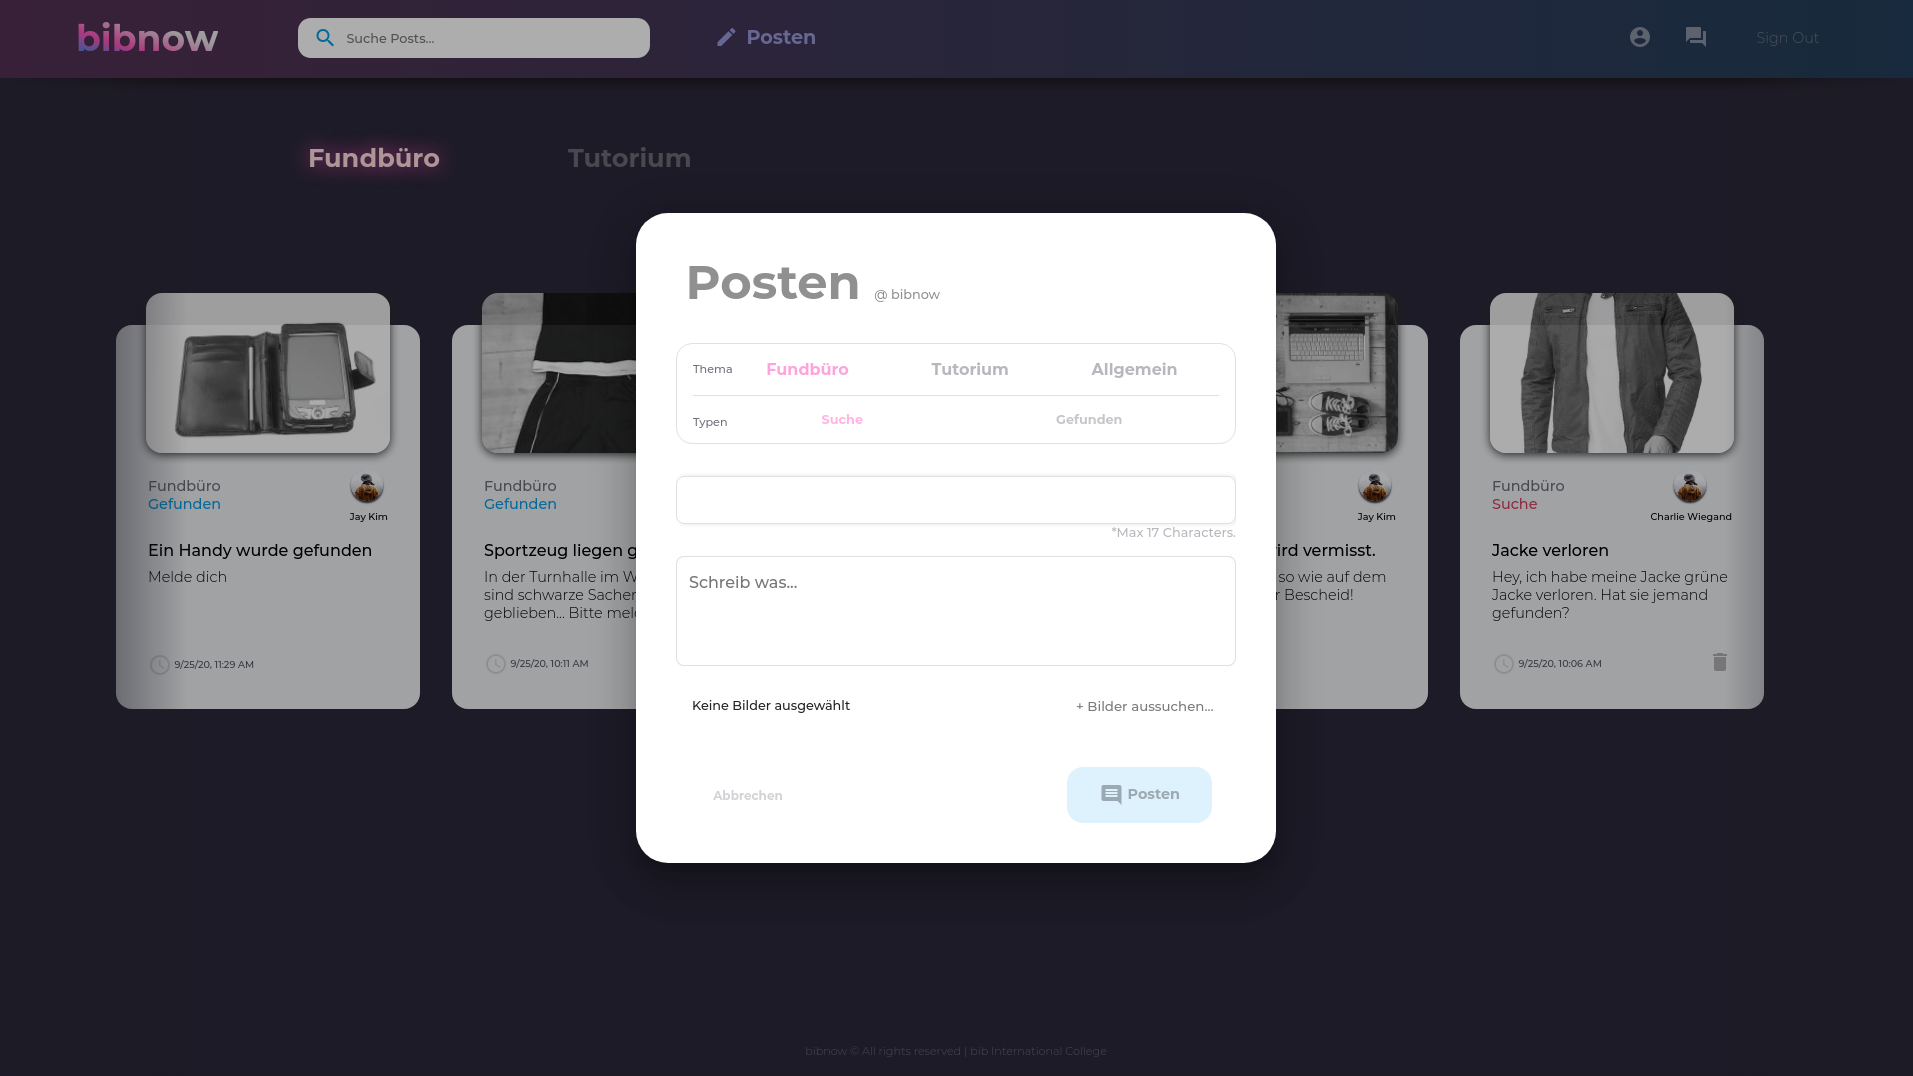 bibnow
Suche Posts...
Posten
Sign Out
Fundbüro
Tutorium
Posten @ bibnow
Thema Fundbüro Tutorium Allgemein
Typen Suche Gefunden
*Max 17 Characters.
Schreib was...
Keine Bilder ausgewählt
+ Bilder aussuchen...
Abbrechen
Posten
Fundbüro
Gefunden
Jay Kim
Ein Handy wurde gefunden
Melde dich
9/25/20, 11:29 AM
Fundbüro
Gefunden
Sportzeug liegen
In der Turnhalle im
sind schwarze
geblieben... Bitte
9/25/20, 10:11 AM
Jay Kim
vermisst.
so wie auf dem
Bescheid!
Fundbüro
Suche
Charlie Wiegand
Jacke verloren
Hey, ich habe meine Jacke grüne
Jacke verloren. Hat sie jemand
gefunden?
9/25/20, 10:06 AM
bibnow © All rights reserved | bib International College